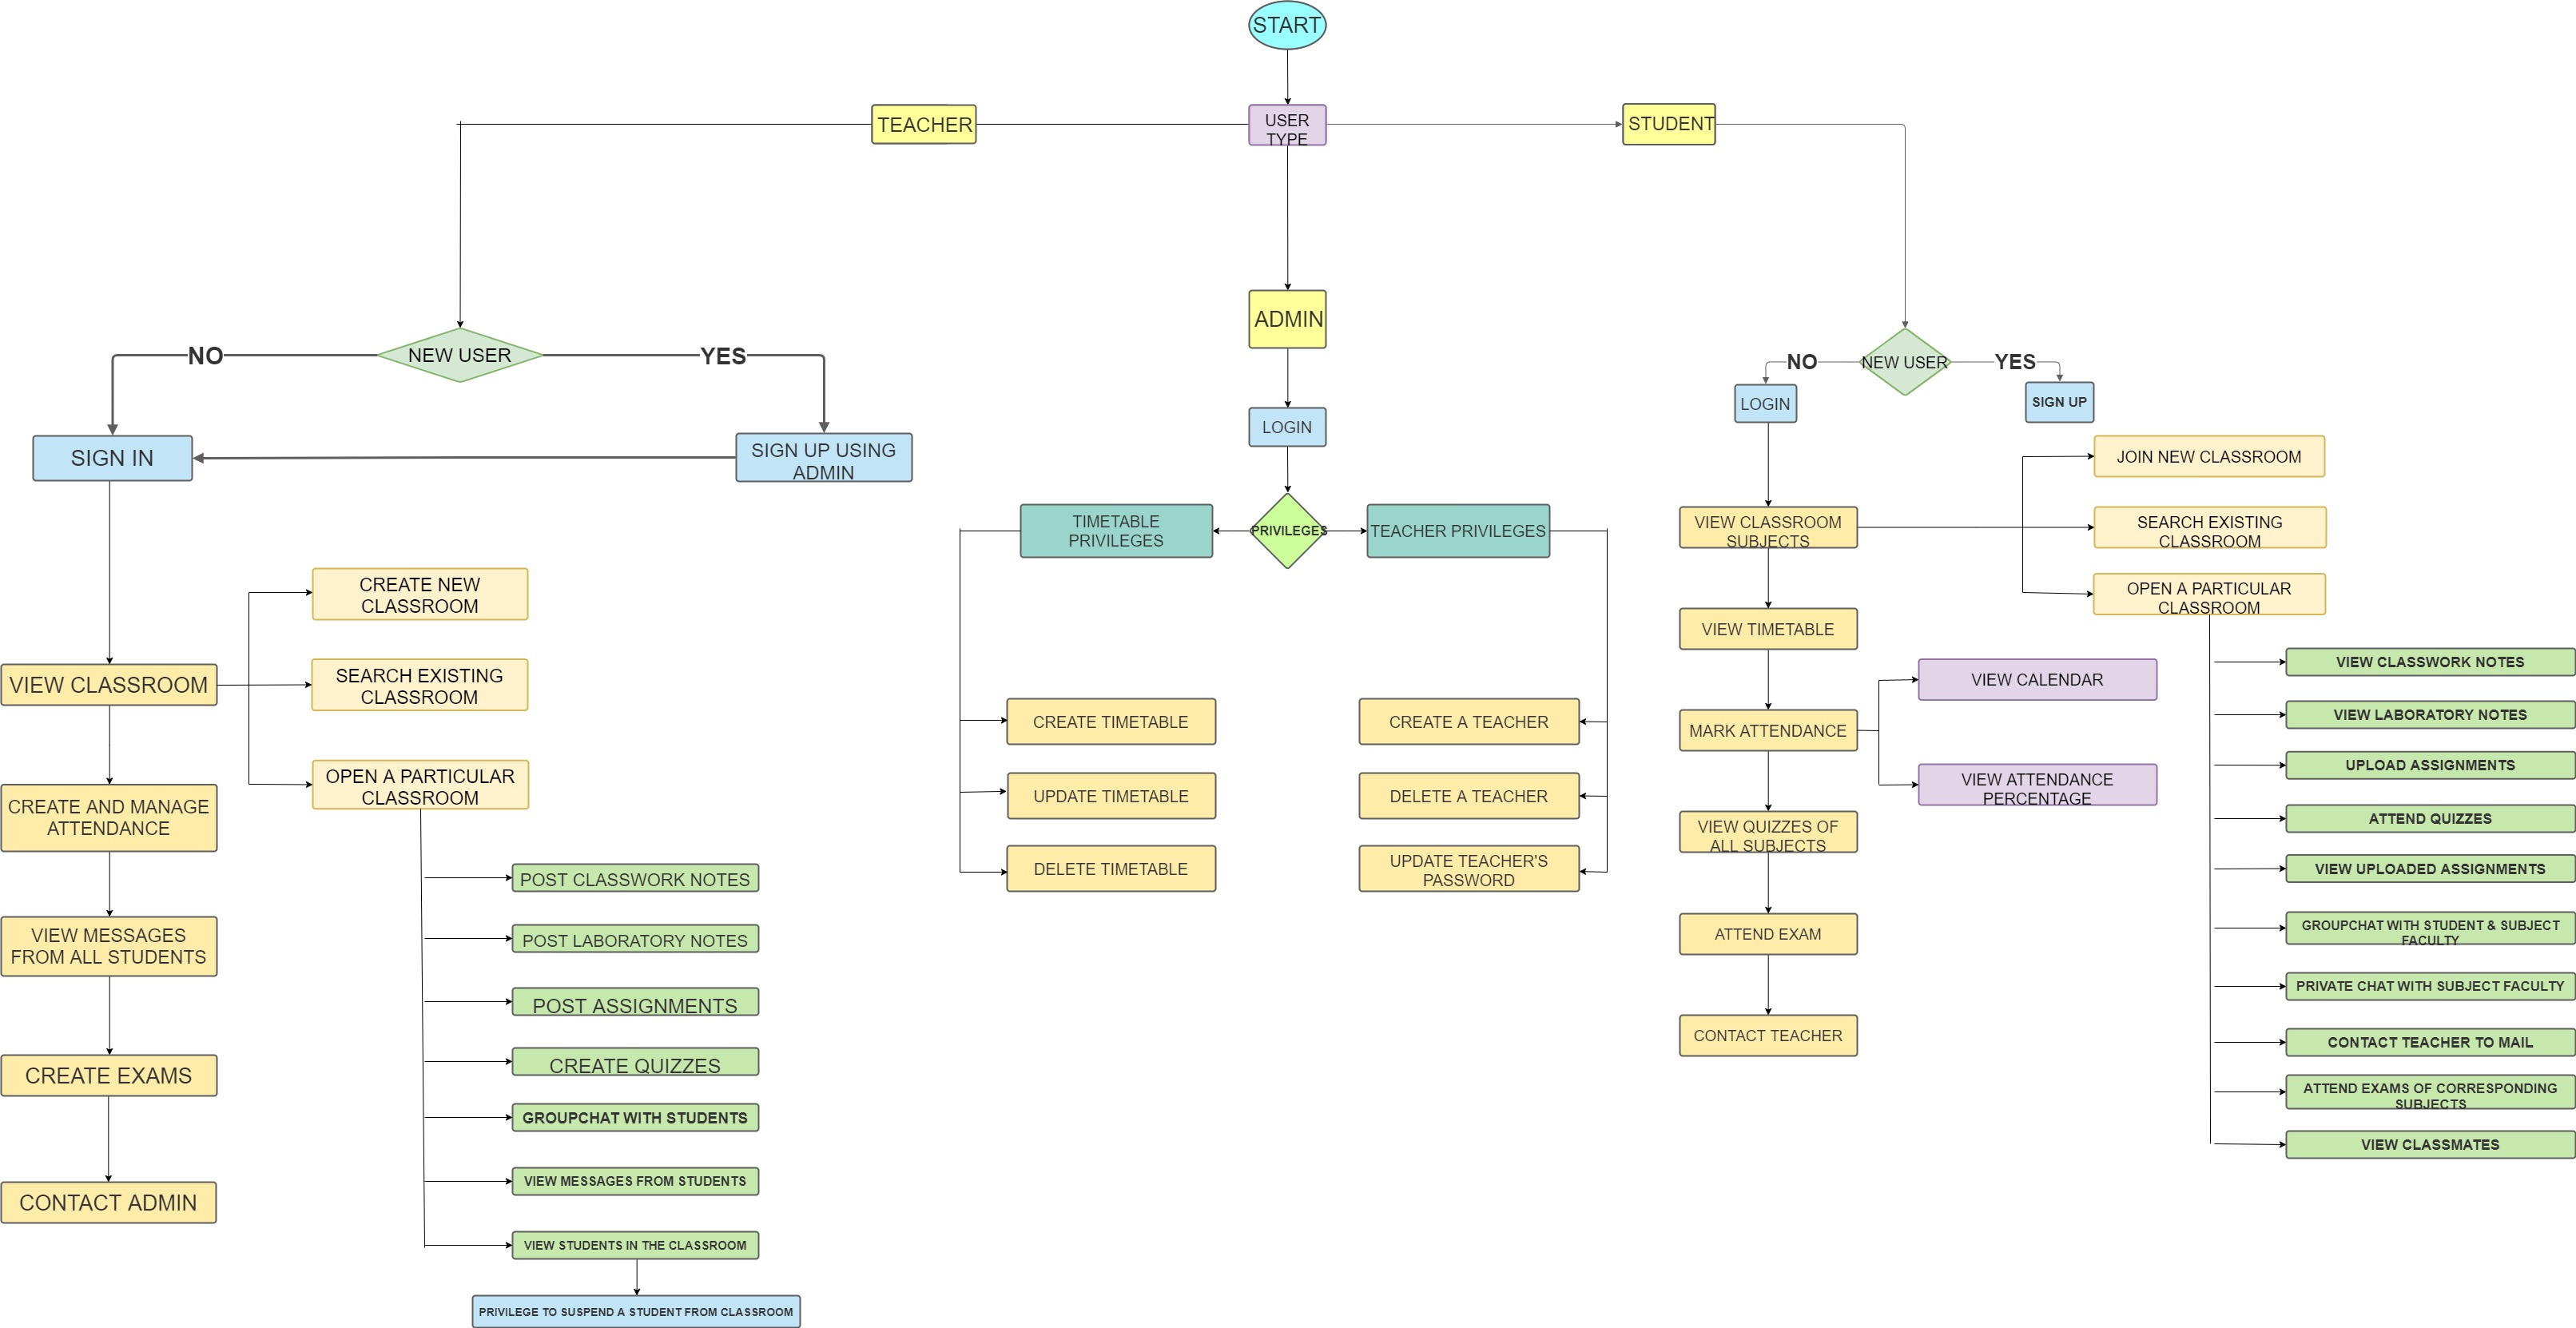 START
TEACHER
USER
TYPE
STUDENT
ADMIN
NO
NEW USER
YES
SIGN IN
SIGN UP USING
ADMIN
VIEW CLASSROOM
CREATE NEW
CLASSROOM
SEARCH EXISTING
CLASSROOM
OPEN A PARTICULAR
CLASSROOM
CREATE AND MANAGE
ATTENDANCE
VIEW MESSAGES
FROM ALL STUDENTS
CREATE EXAMS
CONTACT ADMIN
POST CLASSWORK NOTES
POST LABORATORY NOTES
POST ASSIGNMENTS
CREATE QUIZZES
GROUPCHAT WITH STUDENTS
VIEW MESSAGES FROM STUDENTS
VIEW STUDENTS IN THE CLASSROOM
PRIVILEGE TO SUSPEND A STUDENT FROM CLASSROOM
LOGIN
TIMETABLE
PRIVILEGES
PRIVILEGES
TEACHER PRIVILEGES
CREATE TIMETABLE
UPDATE TIMETABLE
DELETE TIMETABLE
CREATE A TEACHER
DELETE A TEACHER
UPDATE TEACHER'S
PASSWORD
NO
NEW USER
YES
LOGIN
SIGN UP
VIEW CLASSROOM
SUBJECTS
JOIN NEW CLASSROOM
SEARCH EXISTING
CLASSROOM
OPEN A PARTICULAR
CLASSROOM
VIEW TIMETABLE
MARK ATTENDANCE
VIEW CALENDAR
VIEW ATTENDANCE
PERCENTAGE
VIEW QUIZZES OF
ALL SUBJECTS
ATTEND EXAM
CONTACT TEACHER
VIEW CLASSWORK NOTES
VIEW LABORATORY NOTES
UPLOAD ASSIGNMENTS
ATTEND QUIZZES
VIEW UPLOADED ASSIGNMENTS
GROUPCHAT WITH STUDENT & SUBJECT
FACULTY
PRIVATE CHAT WITH SUBJECT FACULTY
CONTACT TEACHER TO MAIL
ATTEND EXAMS OF CORRESPONDING
SUBJECTS
VIEW CLASSMATES